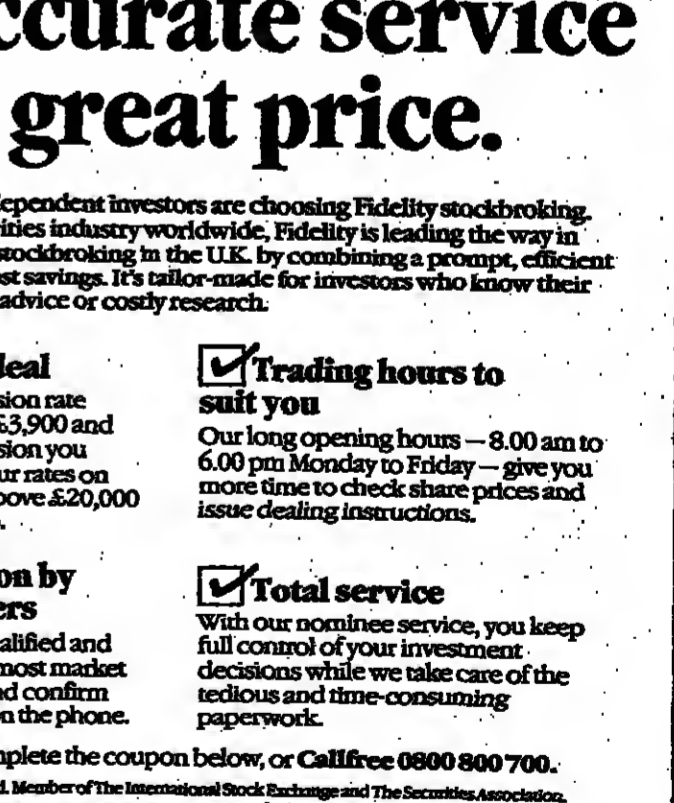 ccurate service
great price.
ependent investors are choosing Fidelity stockbroking.
rities industry worldwide, Fidelity is leading the way in
stockbroking in the U.K. by combining a prompt, efficient
st savings. It's tailor-made for investors who know their
advice or costly research.
deal
sion rate
£3,900 and
sion you
ur rates on
bove £20,000
Trading hours to
suit you
Our long opening hours — 8.00 am to
6.00 pm Monday to Friday — give you
more time to check share prices and
issue dealing instructions.
on by
ers
alified and
most market
nd confirm
n the phone.
Total service
With our nominee service, you keep
full control of your investment
decisions while we take care of the
tedious and time-consuming
paperwork.
mplete the coupon below, or Callfree 0800 800 700.
d. Member of The International Stock Exchange and The Securities Association.